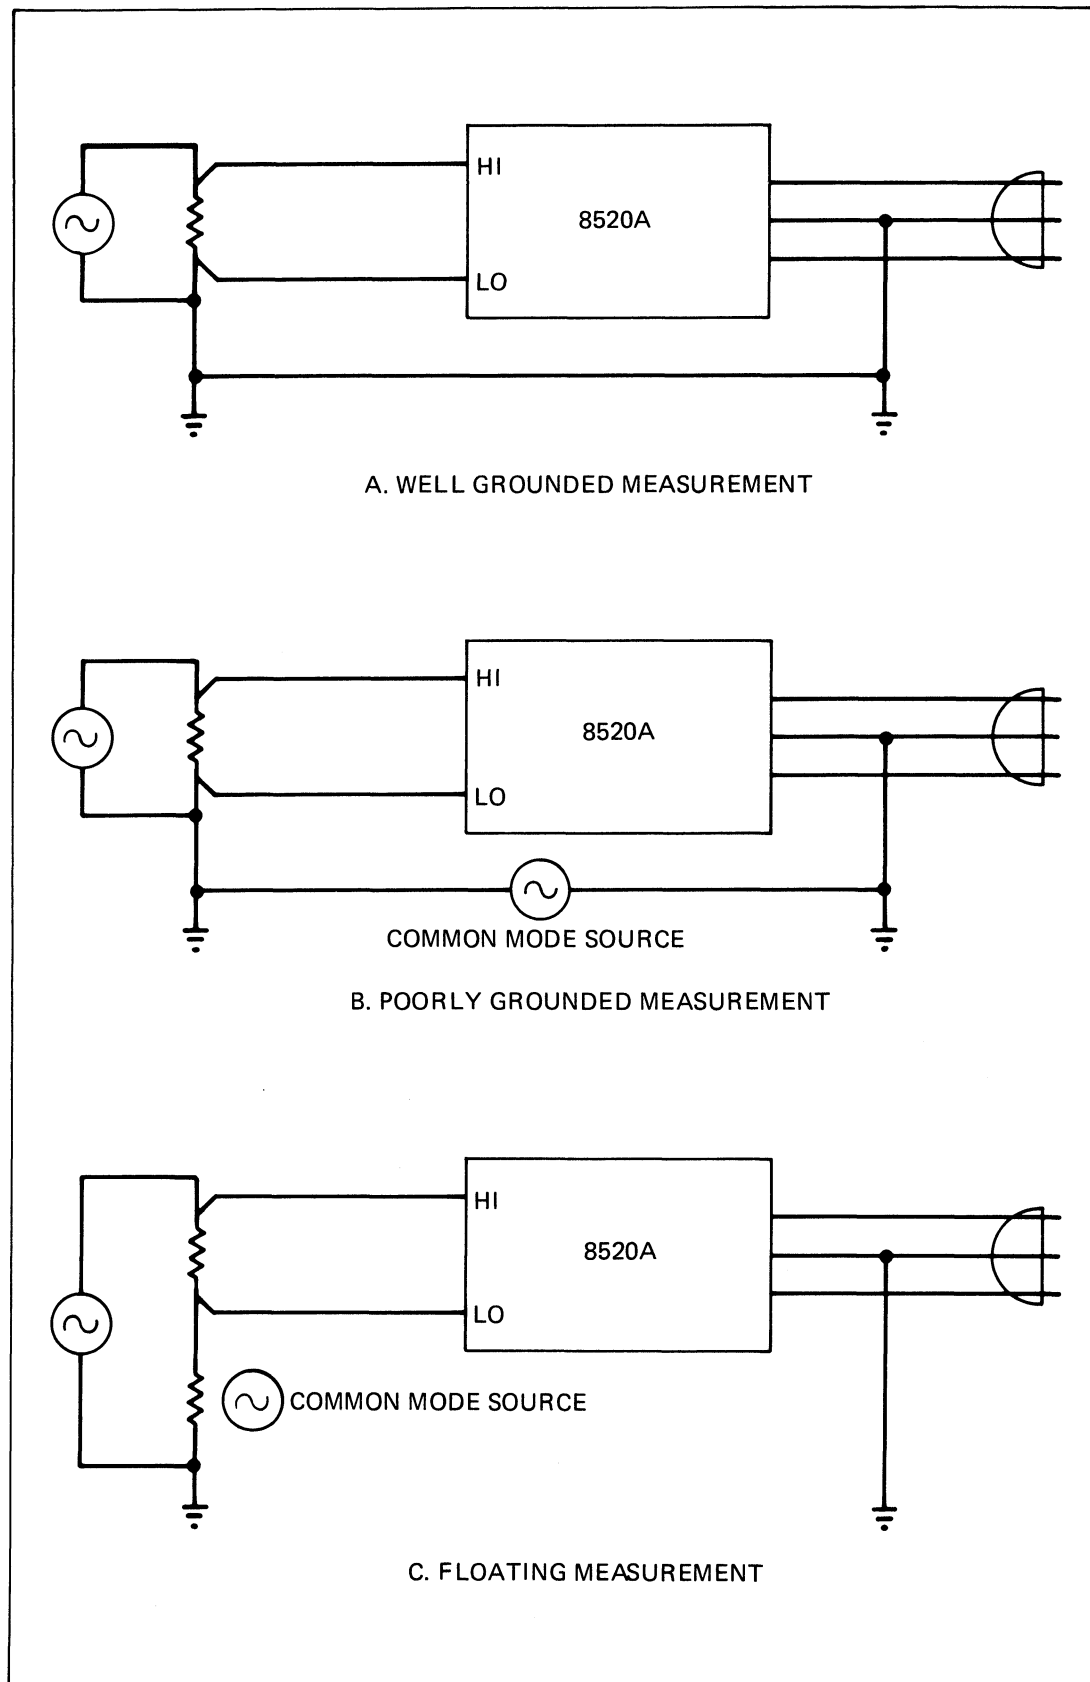 HI
8520A
LO
A. WELL GROUNDED MEASUREMENT
HI
8520A
LO
COMMON MODE SOURCE
B. POORLY GROUNDED MEASUREMENT
HI
8520A
LO
COMMON MODE SOURCE
C. FLOATING MEASUREMENT